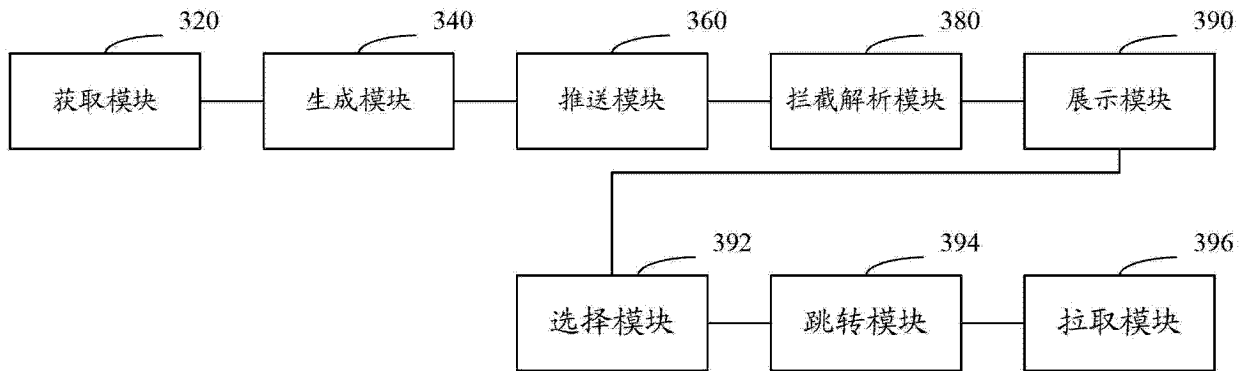 320 340 360 380 390
获取模块 生成模块 推送模块 拦截解析模块 展示模块
392 394 396
选择模块 跳转模块 拉取模块